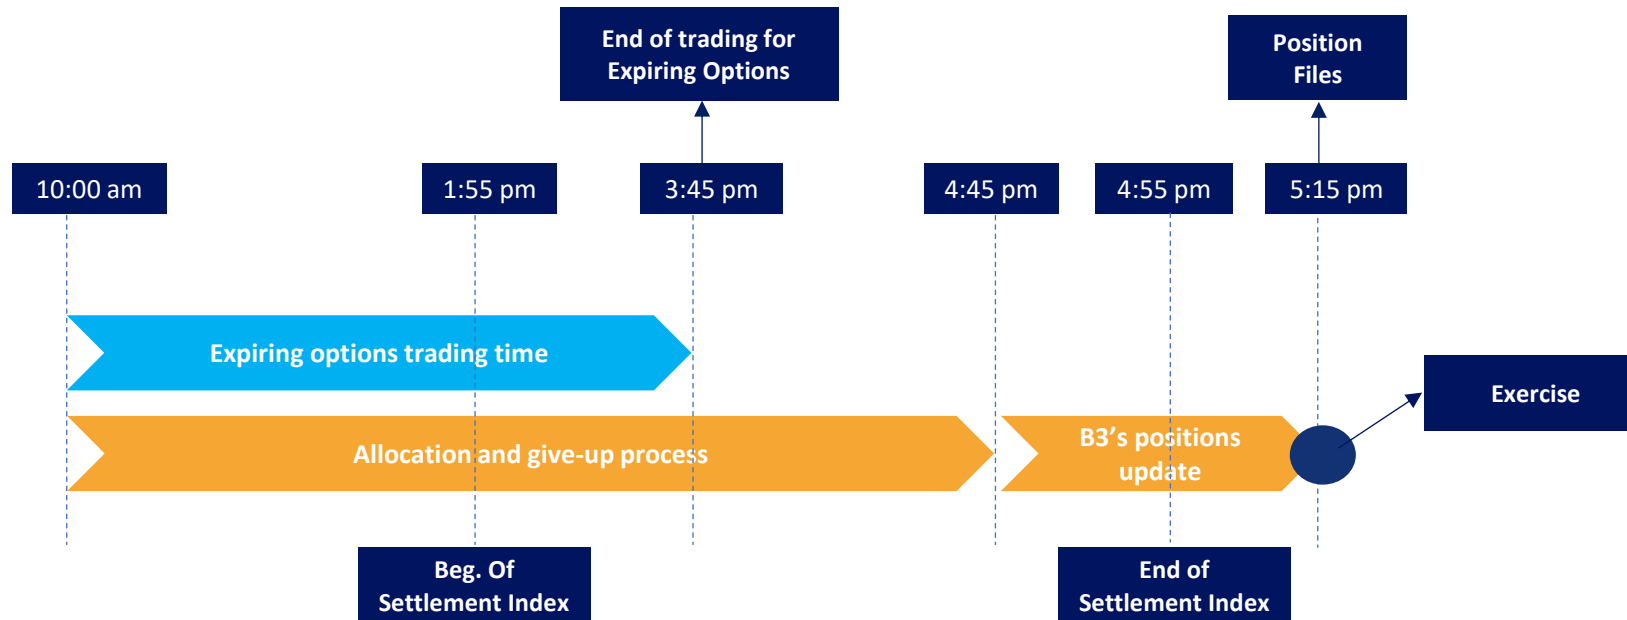 End of trading for
Expiring Options
Position
Files
10:00 am
1:55 pm
3:45 pm
4:45 pm
4:55 pm
5:15 pm
Expiring options trading time
Exercise
Allocation and give-up process
B3's positions
update
Beg. Of
Settlement Index
End of
Settlement Index